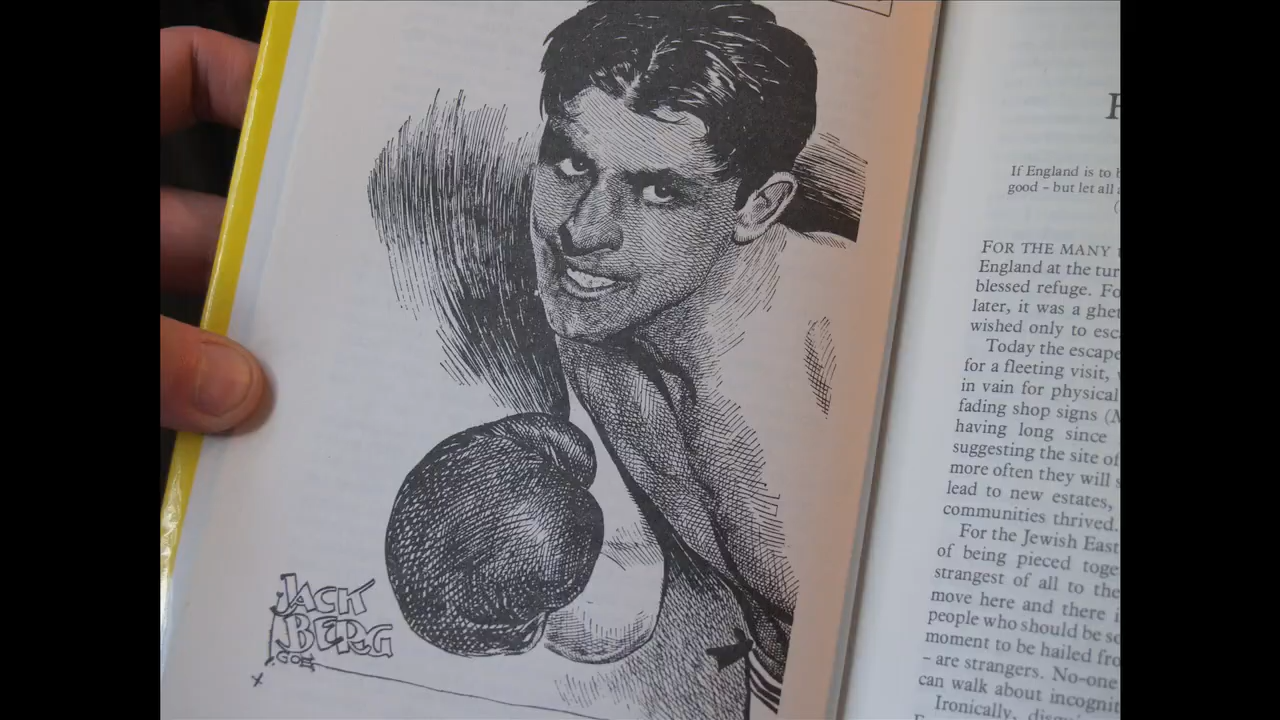 JACK
BERG
COE
If England is to
good – but let all
FOR THE MANY
England at the tur
blessed refuge. Fo
later, it was a ghet
wished only to esc
Today the escape
for a fleeting visit,
in vain for physical
fading shop signs (M
having long since
suggesting the site of
more often they will s
lead to new estates,
communities thrived.
For the Jewish East
of being pieced toge
strangest of all to the
move here and there i
people who should be so
moment to be hailed fro
– are strangers. No-one
can walk about incognit
Ironically,